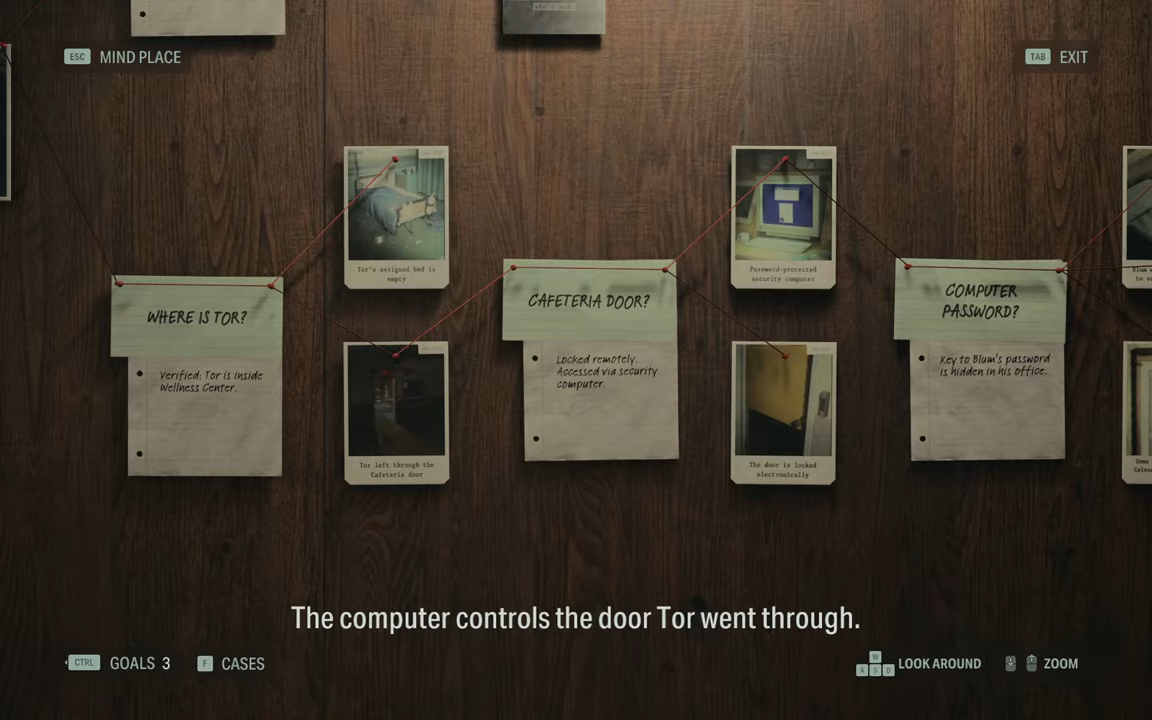 ESC MIND PLACE
TAB EXIT
Tor's assigned bed is
empty
Password-protected
security computer
WHERE IS TOR?
CAFETERIA DOOR?
COMPUTER
PASSWORD?
Verified: Tor is inside
Wellness Center.
Locked remotely.
Accessed via security
computer.
Key to Blum's password
is hidden in his office.
Tor left through the
Cafeteria door
The door is locked
electronically
The computer controls the door Tor went through.
CTRL GOALS 3
F CASES
W
A S D
LOOK AROUND
ZOOM